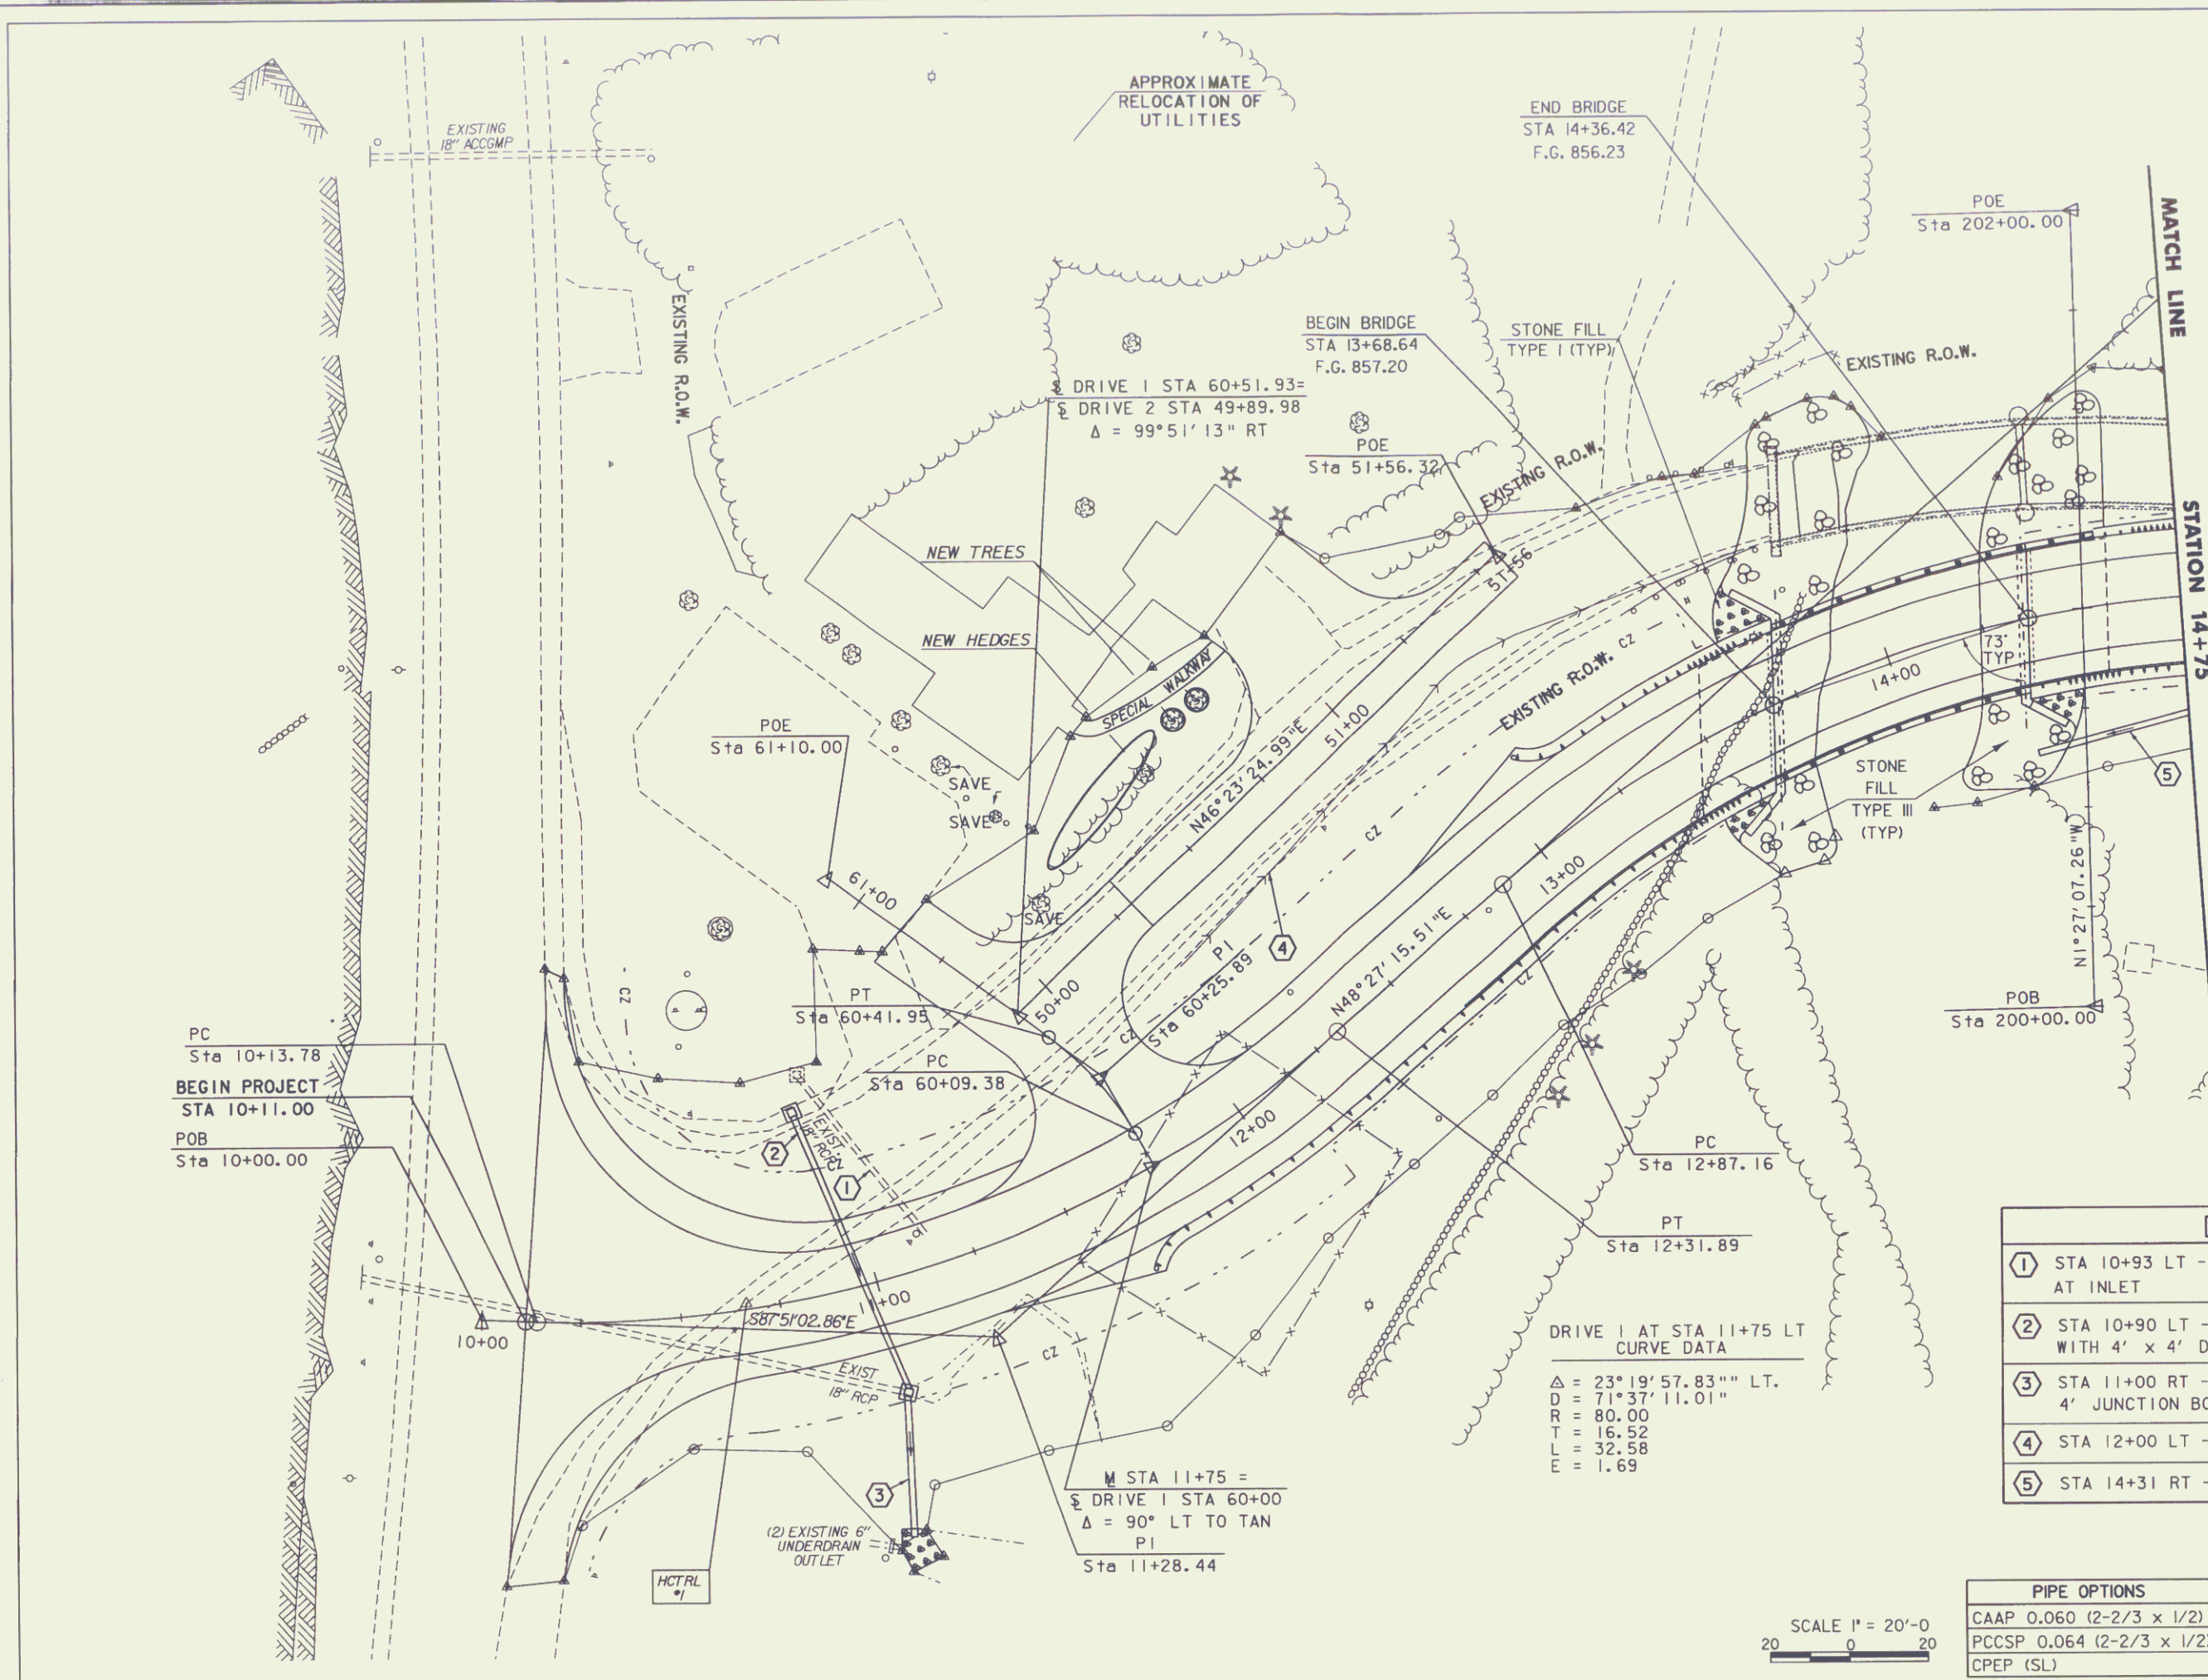 APPROXIMATE
RELOCATION OF
UTILITIES
EXISTING
18" ACCGMP
END BRIDGE
STA 14+36.42
F.G. 856.23
POE
Sta 202+00.00
MATCH LINE
STATION 14+75
EXISTING R.O.W.
BEGIN BRIDGE
STA 13+68.64
F.G. 857.20
STONE FILL
TYPE I (TYP)
EXISTING R.O.W.
DRIVE 1 STA 60+51.93=
DRIVE 2 STA 49+89.98
Δ = 99°51'13" RT
POE
Sta 51+56.32
EXISTING R.O.W.
NEW TREES
51+56
NEW HEDGES
SPECIAL WALKWAY
EXISTING R.O.W.
CZ
73°
TYP
14+00
POE
Sta 61+10.00
SAVE
SAVE
SAVE
N46°23'24.99"E
51+00
CZ
STONE
FILL
TYPE III
(TYP)
5
61+00
13+00
N1°27'07.26"W
4
PI
Sta 60+25.89
N48°27'15.51"E
CZ
CZ
50+00
CZ
PT
Sta 60+41.95
POB
Sta 200+00.00
PC
Sta 10+13.78
BEGIN PROJECT
STA 10+11.00
POB
Sta 10+00.00
PC
Sta 60+09.38
2
EXIST.
18" RCP
1
12+00
PC
Sta 12+87.16
PT
Sta 12+31.89
10+00
S87°51'02.86"E
11+00
EXIST
18" RCP
CZ
DRIVE 1 AT STA 11+75 LT
CURVE DATA
Δ = 23°19'57.83"" LT.
D = 71°37'11.01"
R = 80.00
T = 16.52
L = 32.58
E = 1.69
1 STA 10+93 LT -
AT INLET
2 STA 10+90 LT -
WITH 4' x 4' D
3 STA 11+00 RT -
4' JUNCTION BO
4 STA 12+00 LT -
5 STA 14+31 RT -
3
STA 11+75 =
DRIVE 1 STA 60+00
Δ = 90° LT TO TAN
PI
Sta 11+28.44
(2) EXISTING 6"
UNDERDRAIN
OUTLET
HCTRL
#1
SCALE 1" = 20'-0
20 0 20
PIPE OPTIONS
CAAP 0.060 (2-2/3 x 1/2)
PCCSP 0.064 (2-2/3 x 1/2)
CPEP (SL)